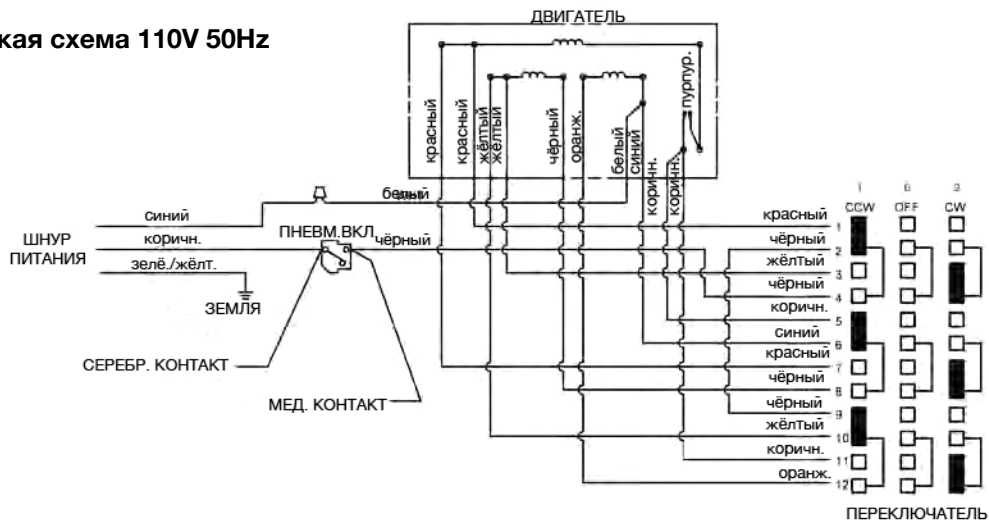 ДВИГАТЕЛЬ
кая схема 110V 50Hz
красный
красный
жёлтый
жёлтый
чёрный
оранж.
белый
синий
коричн.
коричн.
пурпур.
белый
синий
ШНУР
ПИТАНИЯ
коричн.
зелё./жёлт.
ЗЕМЛЯ
ПНЕВМ.ВКЛ
чёрный
СЕРЕБР. КОНТАКТ
МЕД. КОНТАКТ
CCW OFF CW
красный 1
чёрный 2
жёлтый 3
чёрный 4
коричн. 5
синий 6
красный 7
чёрный 8
чёрный 9
жёлтый 10
коричн. 11
оранж. 12
ПЕРЕКЛЮЧАТЕЛЬ